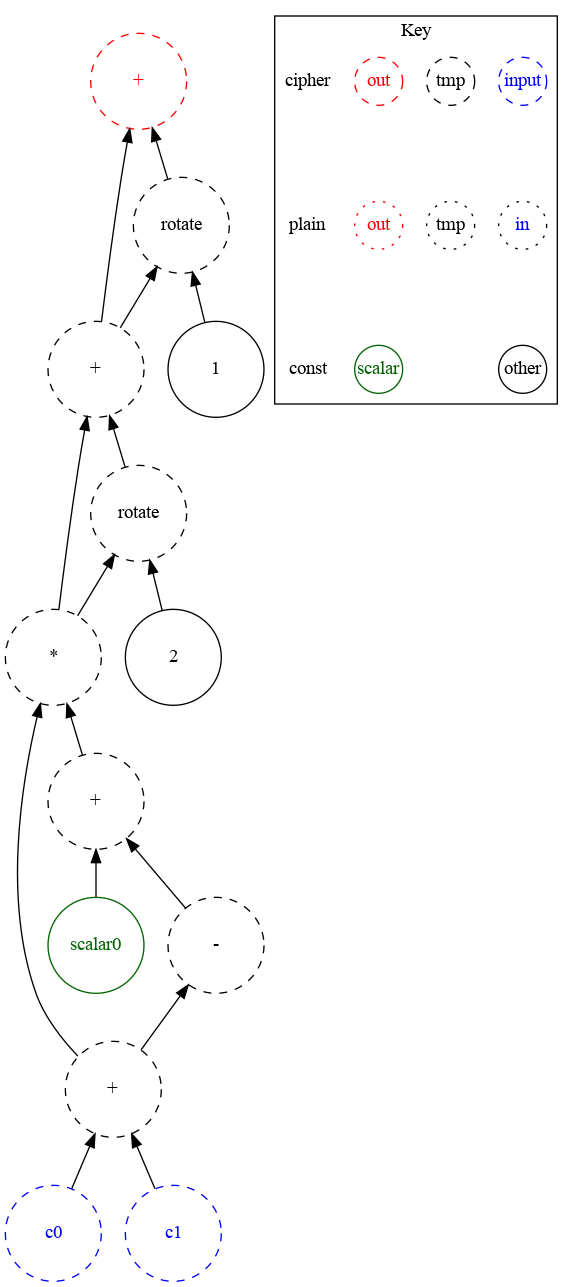 +
rotate
+
1
rotate
*
2
+
scalar0
-
+
c0
c1
Key
cipher out tmp input
plain out tmp in
const scalar other